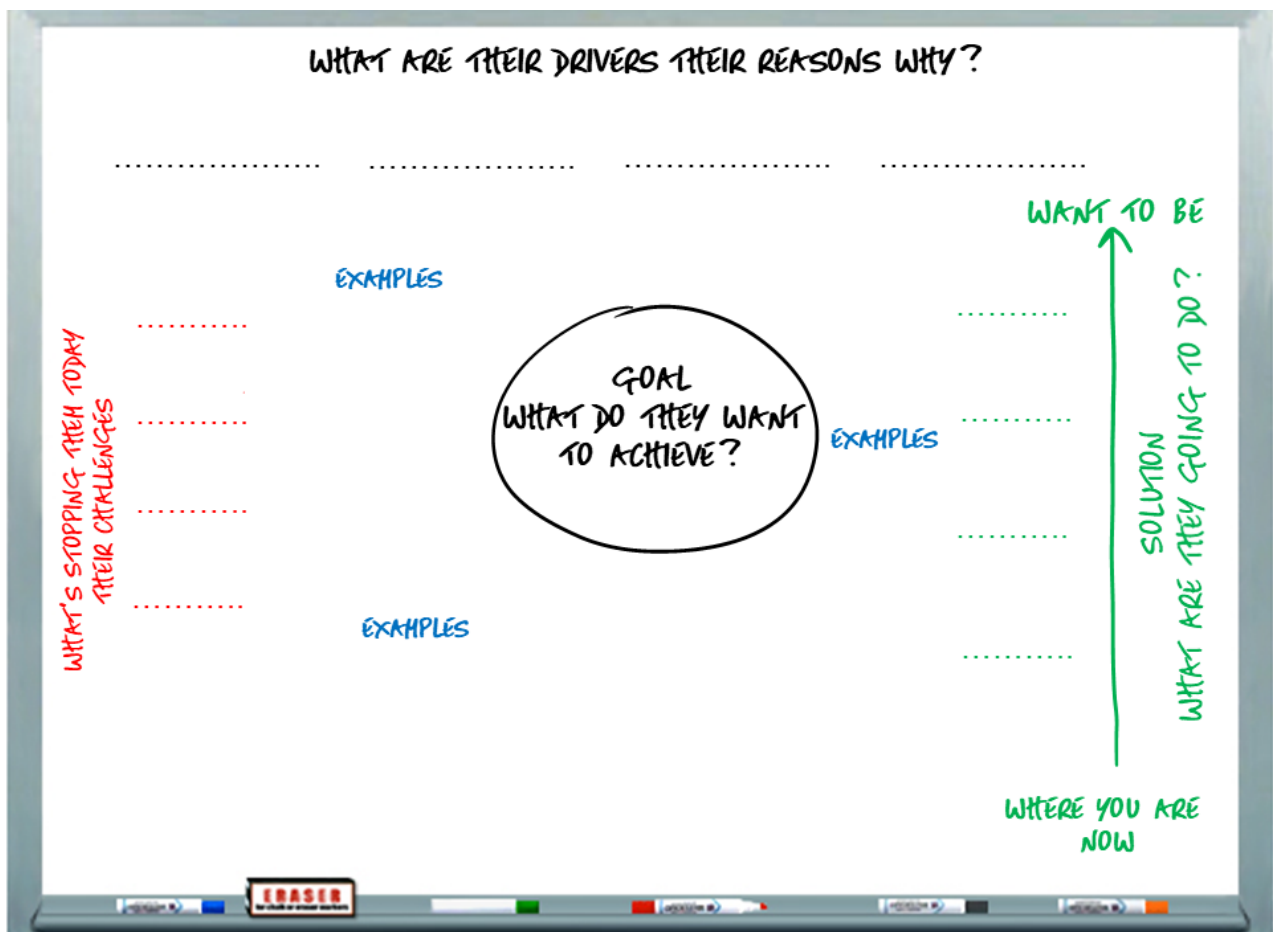 WHAT ARE THEIR DRIVERS THEIR REASONS WHY?
WANT TO BE
EXAMPLES
WHAT'S STOPPING THEM TODAY
THEIR CHALLENGES
GOAL
WHAT DO THEY WANT
TO ACHIEVE?
EXAMPLES
SOLUTION
WHAT ARE THEY GOING TO DO?
EXAMPLES
WHERE YOU ARE
NOW
ERASER